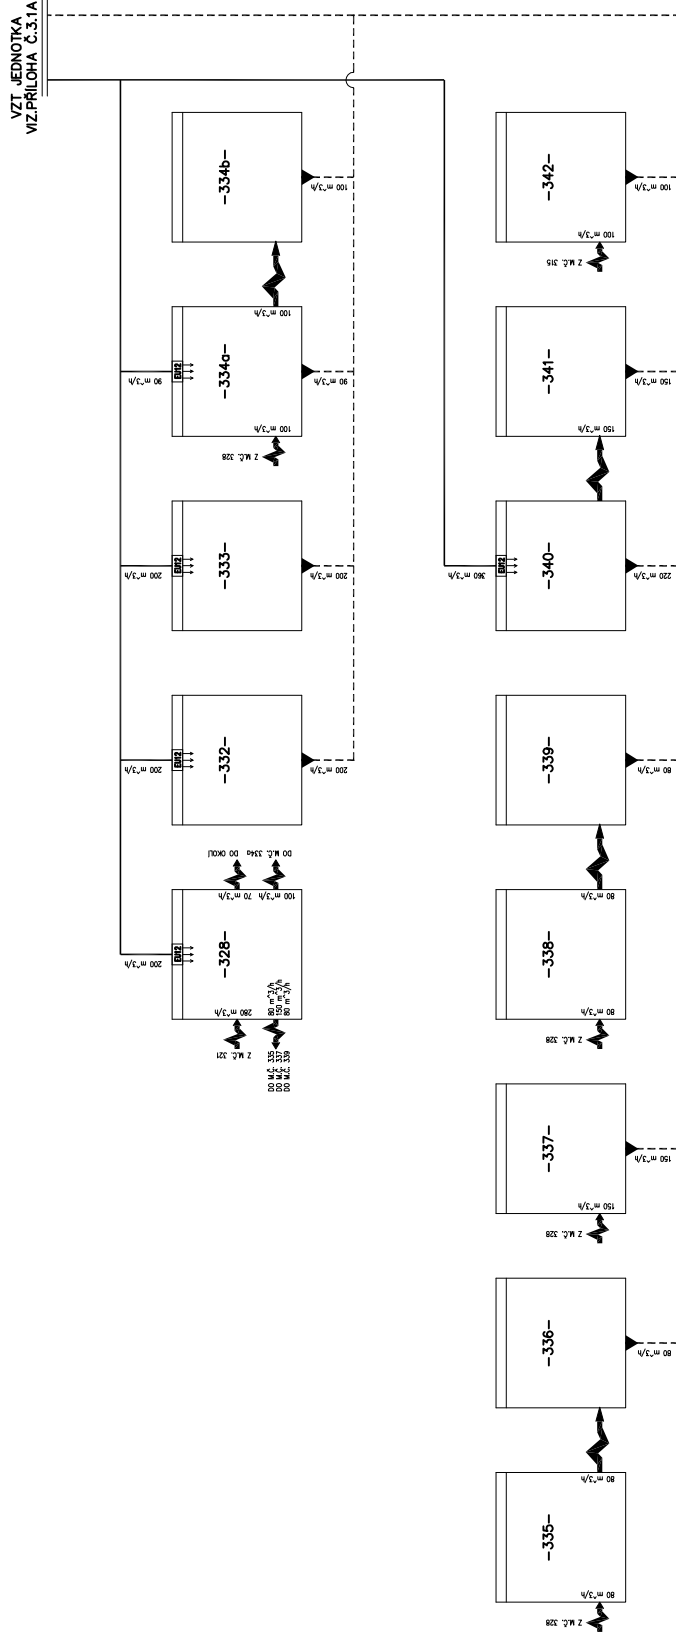 VZT JEDNOTKA
VIZ.PŘÍLOHA Č.3.1A
-334b-
100 m^3/h
100 m^3/h
EU12
90 m^3/h
-334a-
90 m^3/h
100 m^3/h
Z M.Č. 328
EU12
200 m^3/h
-333-
200 m^3/h
EU12
200 m^3/h
-332-
200 m^3/h
DO OKOLÍ
DO M.Č. 334a
70 m^3/h
100 m^3/h
EU12
200 m^3/h
-328-
280 m^3/h
80 m^3/h
150 m^3/h
80 m^3/h
Z M.Č. 321
DO M.Č. 335
DO M.Č. 337
DO M.Č. 339
-342-
100 m^3/h
100 m^3/h
Z M.Č. 315
-341-
150 m^3/h
150 m^3/h
EU12
360 m^3/h
-340-
220 m^3/h
-339-
80 m^3/h
80 m^3/h
-338-
80 m^3/h
Z M.Č. 328
-337-
150 m^3/h
150 m^3/h
Z M.Č. 328
-336-
80 m^3/h
80 m^3/h
-335-
80 m^3/h
Z M.Č. 328